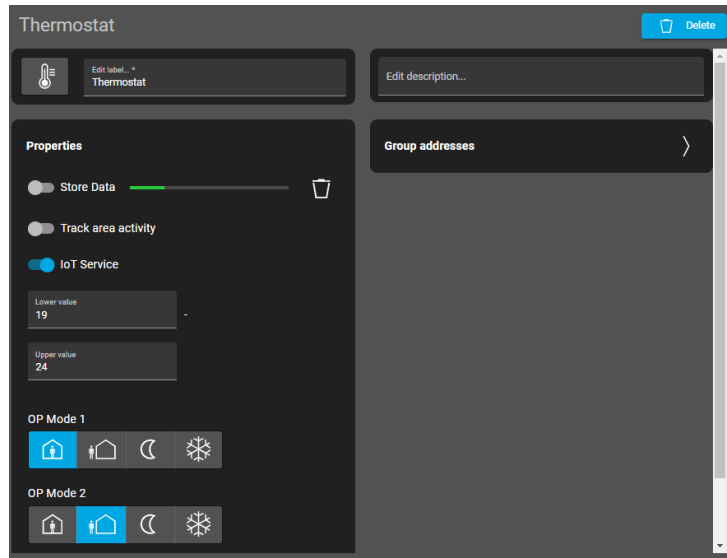 Thermostat
Delete
Edit label... *
Thermostat
Edit description...
Properties
Group addresses
Store Data
Track area activity
IoT Service
Lower value
19
-
Upper value
24
OP Mode 1
OP Mode 2